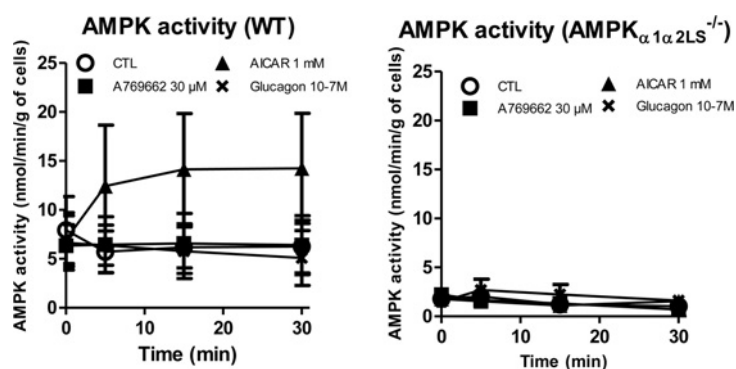 AMPK activity (WT)
CTL
AICAR 1 mM
A769662 30 µM
Glucagon 10-7M
AMPK activity (nmol/min/g of cells)
25
20
15
10
5
0
0 10 20 30
Time (min)
AMPK activity (AMPKα1α2LS-/-)
CTL
AICAR 1 mM
A769662 30 µM
Glucagon 10-7M
AMPK activity (nmol/min/g of cells)
25
20
15
10
5
0
0 10 20 30
Time (min)